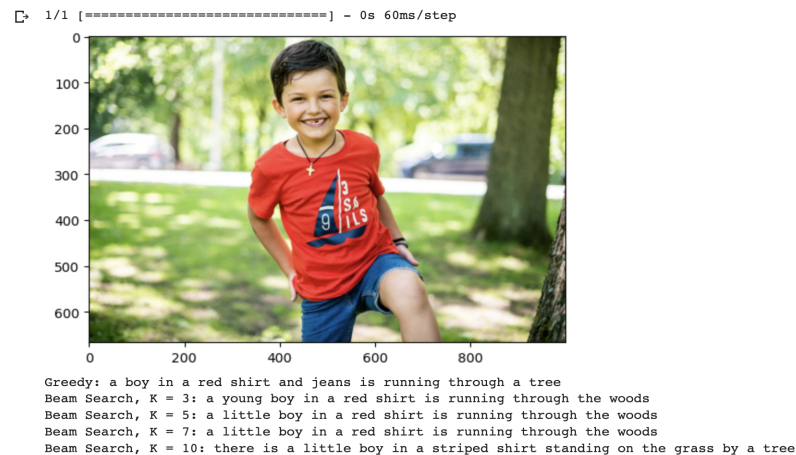 1/1 [==============================] - 0s 60ms/step
0
100
200
300
400
500
600
3
S&
ILS
9
0
200
400
600
800
Greedy: a boy in a red shirt and jeans is running through a tree
Beam Search, K = 3: a young boy in a red shirt is running through the woods
Beam Search, K = 5: a little boy in a red shirt is running through the woods
Beam Search, K = 7: a little boy in a red shirt is running through the woods
Beam Search, K = 10: there is a little boy in a striped shirt standing on the grass by a tree